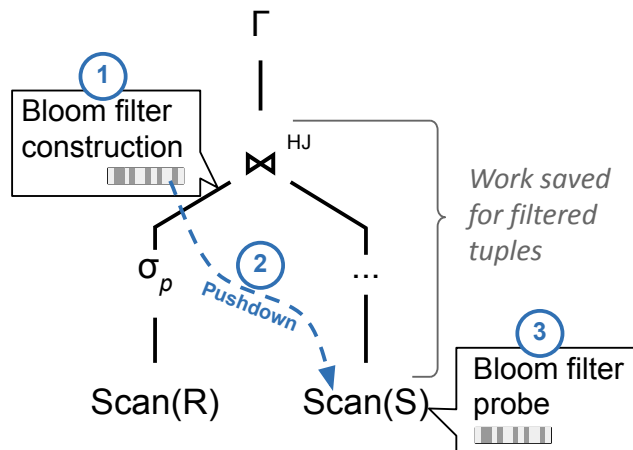 Γ
1
Bloom filter
construction
⋈ HJ
Work saved
for filtered
tuples
σp
2
...
Pushdown
3
Scan(R)
Scan(S)
Bloom filter
probe